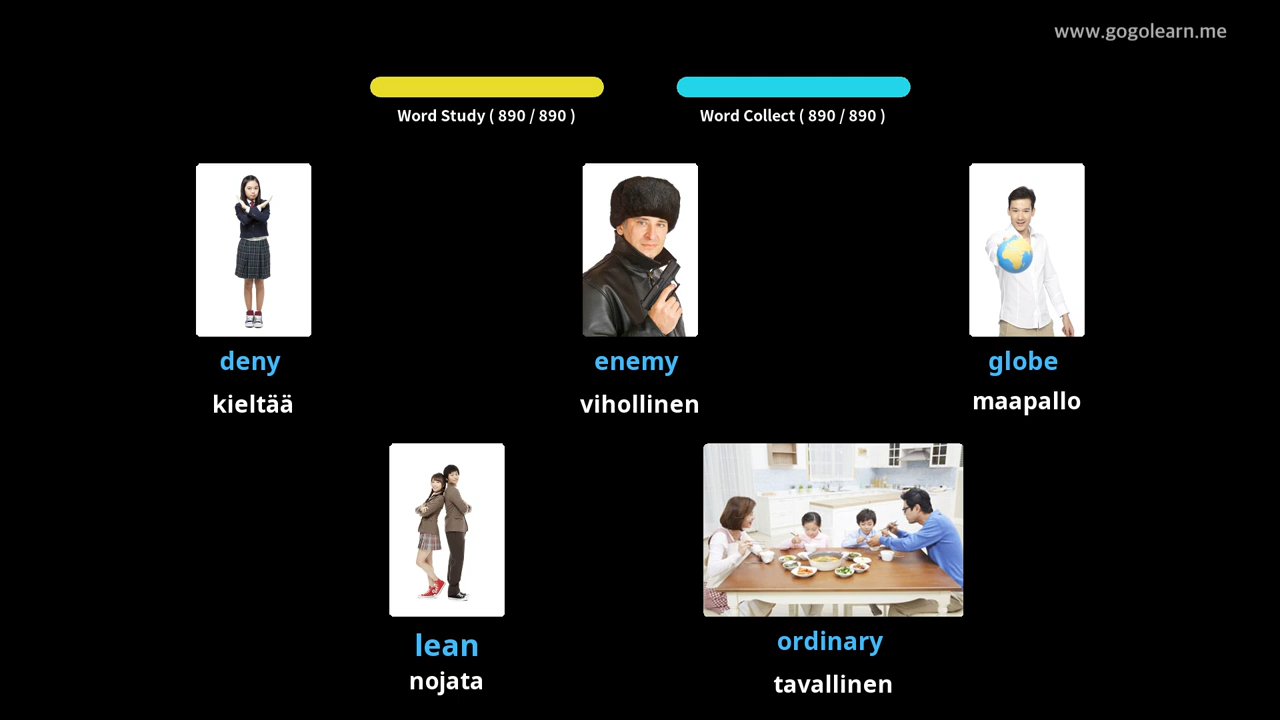 www.gogolearn.me
Word Study ( 890 / 890 )
Word Collect ( 890 / 890 )
deny
kieltää
enemy
vihollinen
globe
maapallo
lean
nojata
ordinary
tavallinen